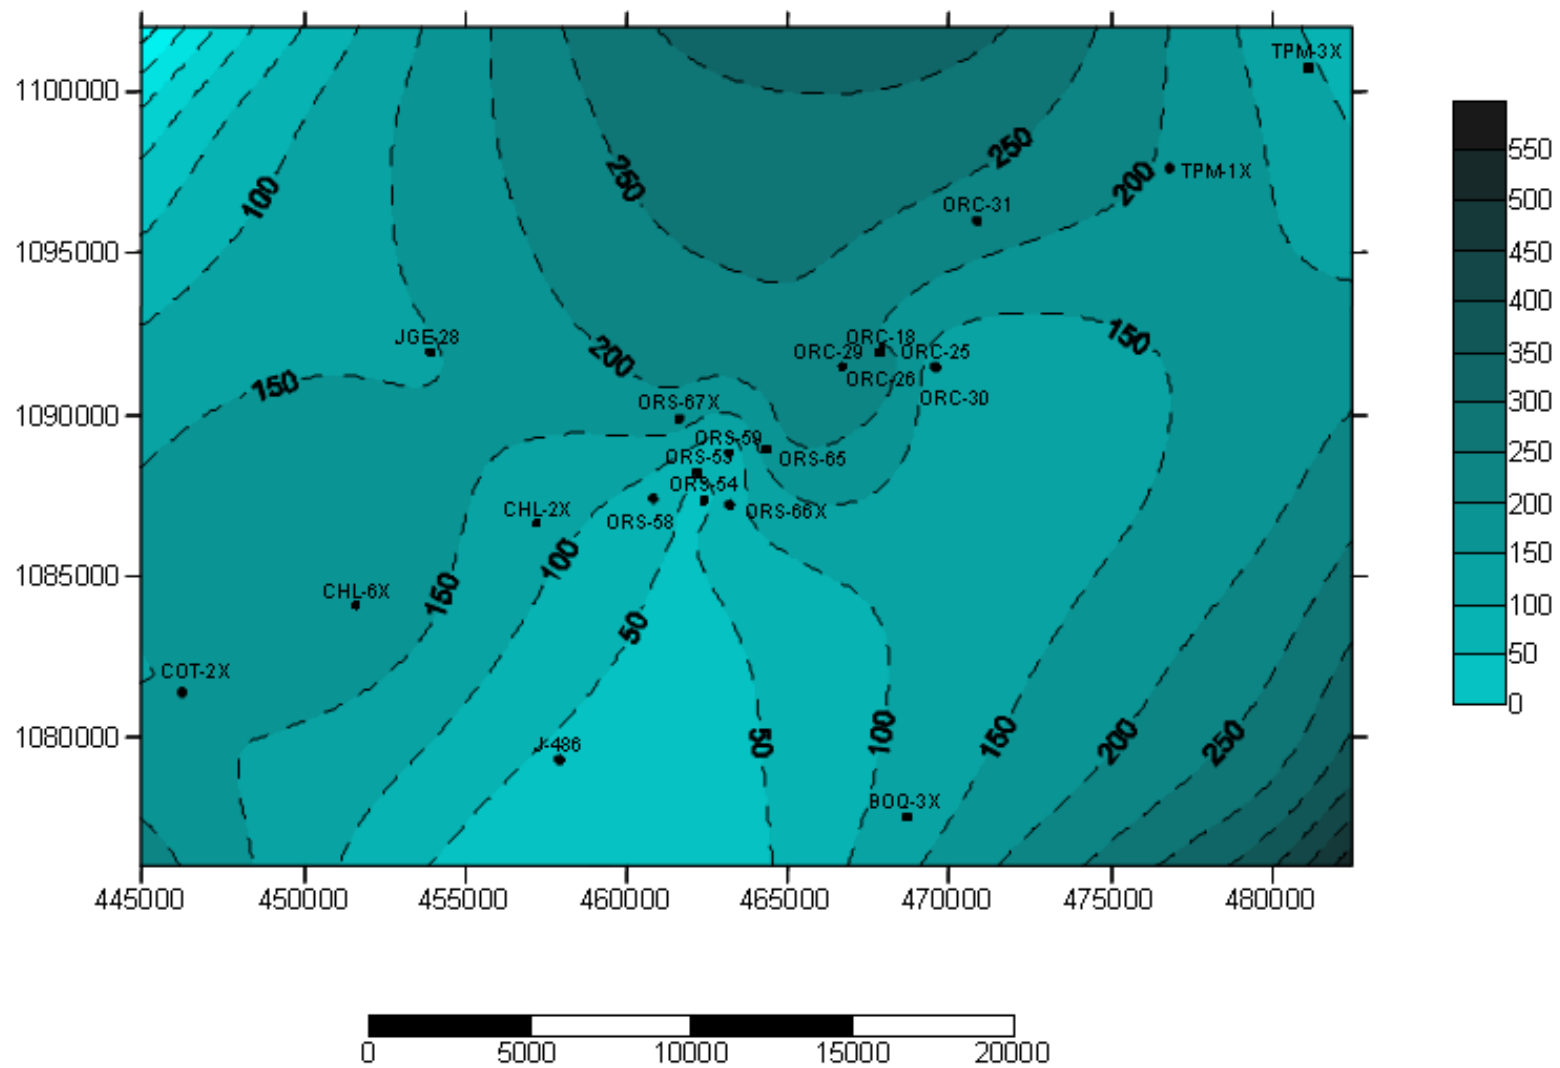 TPM-3X
1100000
550
250
TPM-1X
250
200
500
100
ORC-31
450
1095000
400
JGE-28
ORC-18
150
200
ORC-29
ORC-25
350
ORC-26
150
ORC-30
300
1090000
ORS-67X
ORS-59
250
ORS-53
ORS-65
ORS-54
200
CHL-2X
ORS-58
ORS-66X
100
150
1085000
CHL-6X
150
100
50
COT-2X
50
1080000
J-486
50
100
150
200
250
0
BOQ-3X
445000 450000 455000 460000 465000 470000 475000 480000
0 5000 10000 15000 20000